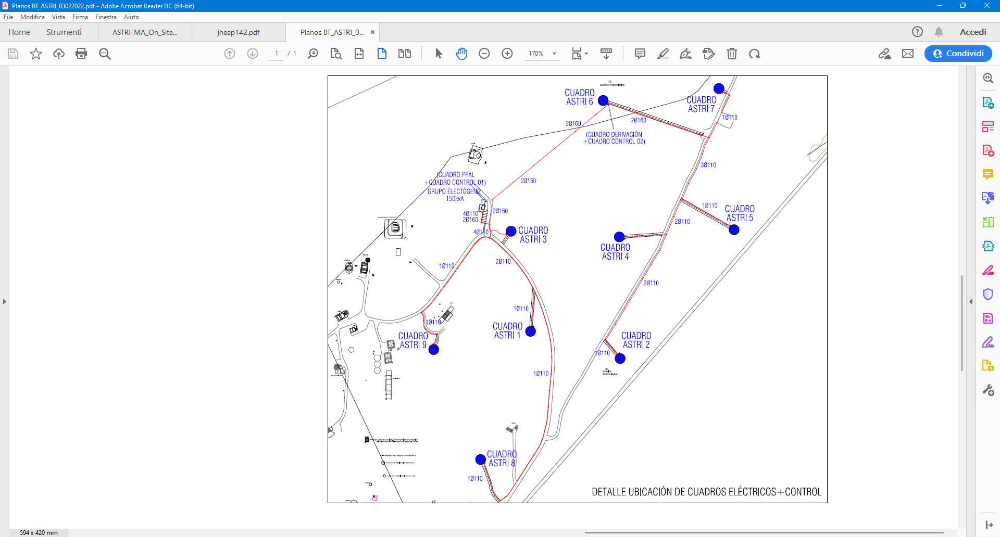 Planos BT_ASTRI_03022022.pdf - Adobe Acrobat Reader DC (64-bit)
File Modifica Vista Firma Finestra Aiuto
Home Strumenti ASTRI-MA_On_Site... jheap142.pdf Planos BT_ASTRI_0... Accedi
1 / 1 170% Condividi
Estación Meteorológica
CUADRO
ASTRI 6
CUADRO
ASTRI 7
1Ø110
2Ø160
2Ø160
(CUADRO DERIVACIÓN
+CUADRO CONTROL 02)
3Ø110
(CUADRO PPAL
+CUADRO CONTROL 01)
GRUPO ELECTÓGENO
150kvA
2Ø160
1Ø110
CUADRO
ASTRI 5
4Ø110
2Ø160
2Ø160
2Ø110
4Ø110
CUADRO
ASTRI 3
CUADRO
ASTRI 4
1Ø110
2Ø110
2Ø110
1Ø110
1Ø110
CUADRO
ASTRI 1
CUADRO
ASTRI 9
CUADRO
ASTRI 2
1Ø110
Estación
Meteorológica
1Ø110
CUADRO
ASTRI 8
1Ø110
DETALLE UBICACIÓN DE CUADROS ELÉCTRICOS+CONTROL
594 x 420 mm